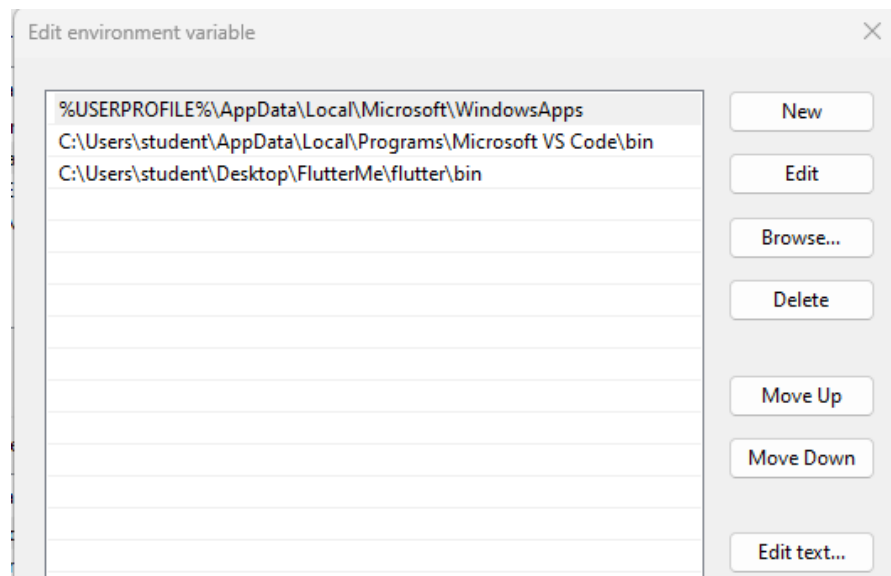 Edit environment variable
%USERPROFILE%\AppData\Local\Microsoft\WindowsApps
C:\Users\student\AppData\Local\Programs\Microsoft VS Code\bin
C:\Users\student\Desktop\FlutterMe\flutter\bin
New
Edit
Browse...
Delete
Move Up
Move Down
Edit text...